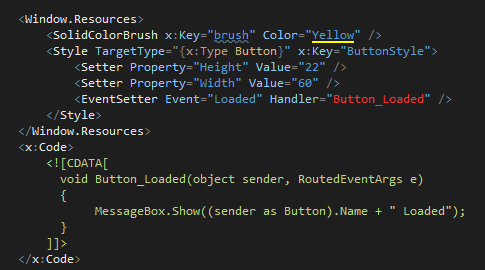 <Window.Resources>
<SolidColorBrush x:Key="brush" Color="Yellow" />
<Style TargetType="{x:Type Button}" x:Key="ButtonStyle">
<Setter Property="Height" Value="22" />
<Setter Property="Width" Value="60" />
<EventSetter Event="Loaded" Handler="Button_Loaded" />
</Style>
</Window.Resources>
<x:Code>
<![CDATA[
void Button_Loaded(object sender, RoutedEventArgs e)
{
MessageBox.Show((sender as Button).Name + " Loaded");
}
]]>
</x:Code>